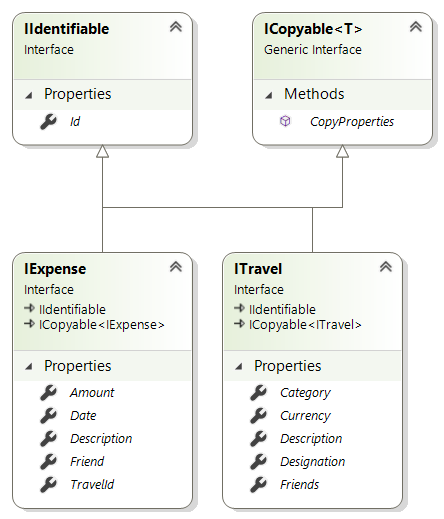 IIdentifiable
Interface
Properties
Id
ICopyable<T>
Generic Interface
Methods
CopyProperties
IExpense
Interface
IIdentifiable
ICopyable<IExpense>
Properties
Amount
Date
Description
Friend
TravelId
ITravel
Interface
IIdentifiable
ICopyable<ITravel>
Properties
Category
Currency
Description
Designation
Friends